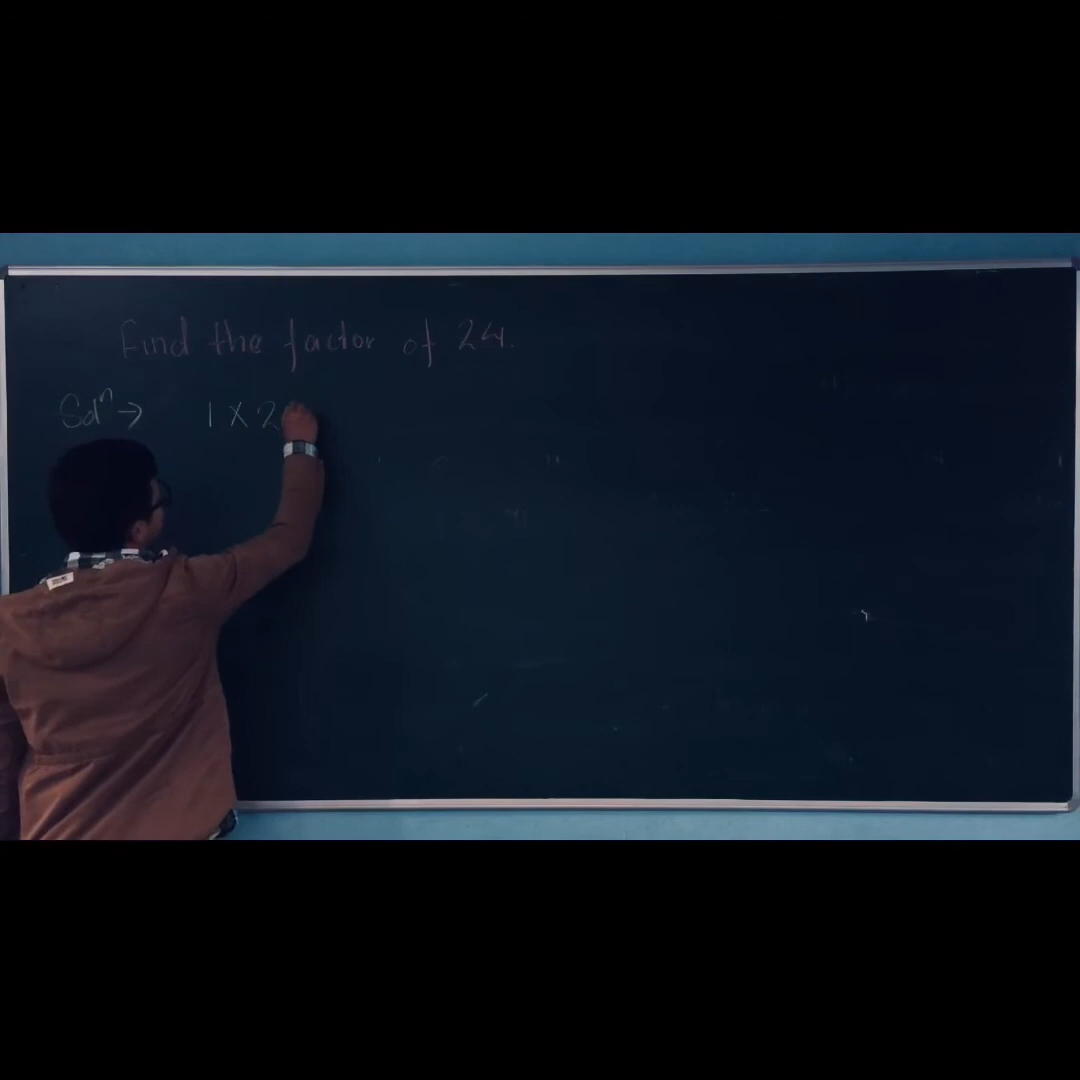 Find the factor of 24.
Solⁿ → 1 X 2